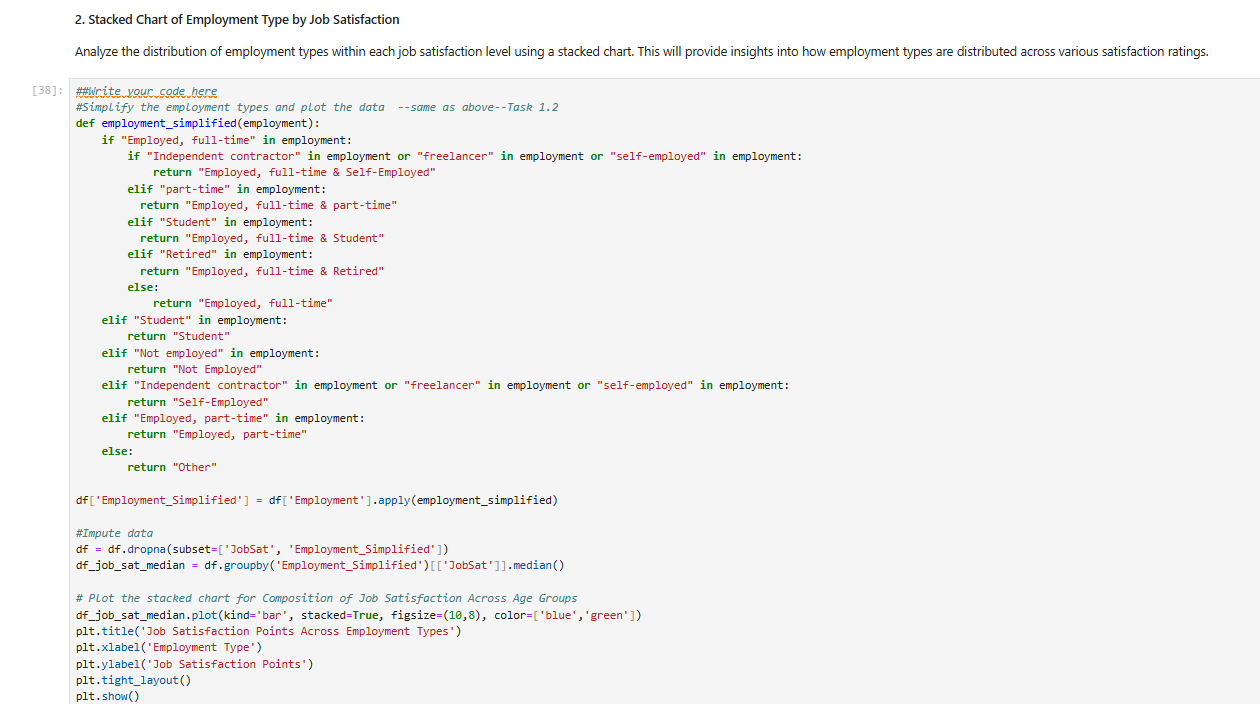 2. Stacked Chart of Employment Type by Job Satisfaction
Analyze the distribution of employment types within each job satisfaction level using a stacked chart. This will provide insights into how employment types are distributed across various satisfaction ratings.
[38]: ##Write your code here
#Simplify the employment types and plot the data  --same as above--Task 1.2
def employment_simplified(employment):
    if "Employed, full-time" in employment:
        if "Independent contractor" in employment or "freelancer" in employment or "self-employed" in employment:
            return "Employed, full-time & Self-Employed"
        elif "part-time" in employment:
          return "Employed, full-time & part-time"
        elif "Student" in employment:
          return "Employed, full-time & Student"
        elif "Retired" in employment:
          return "Employed, full-time & Retired"
        else:
            return "Employed, full-time"
    elif "Student" in employment:
        return "Student"
    elif "Not employed" in employment:
        return "Not Employed"
    elif "Independent contractor" in employment or "freelancer" in employment or "self-employed" in employment:
        return "Self-Employed"
    elif "Employed, part-time" in employment:
        return "Employed, part-time"
    else:
        return "Other"
df['Employment_Simplified'] = df['Employment'].apply(employment_simplified)
#Impute data
df = df.dropna(subset=['JobSat', 'Employment_Simplified'])
df_job_sat_median = df.groupby('Employment_Simplified')[['JobSat']].median()
# Plot the stacked chart for Composition of Job Satisfaction Across Age Groups
df_job_sat_median.plot(kind='bar', stacked=True, figsize=(10,8), color=['blue','green'])
plt.title('Job Satisfaction Points Across Employment Types')
plt.xlabel('Employment Type')
plt.ylabel('Job Satisfaction Points')
plt.tight_layout()
plt.show()